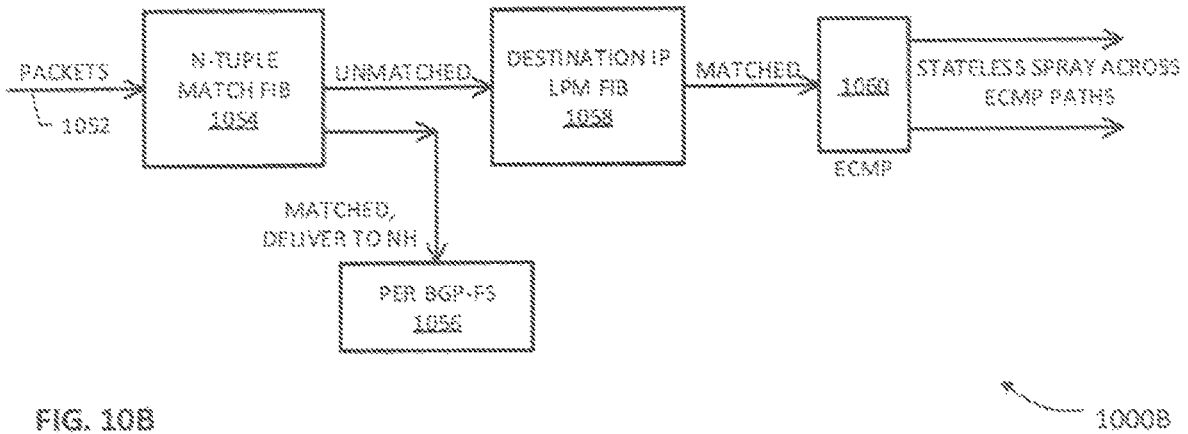 PACKETS
1052
N-TUPLE
MATCH FIB
1054
UNMATCHED
MATCHED,
DELIVER TO NH
PER BGP-FS
1056
DESTINATION IP
LPM FIB
1058
MATCHED
1060
ECMP
STATELESS SPRAY ACROSS
ECMP PATHS
FIG. 10B
1000B